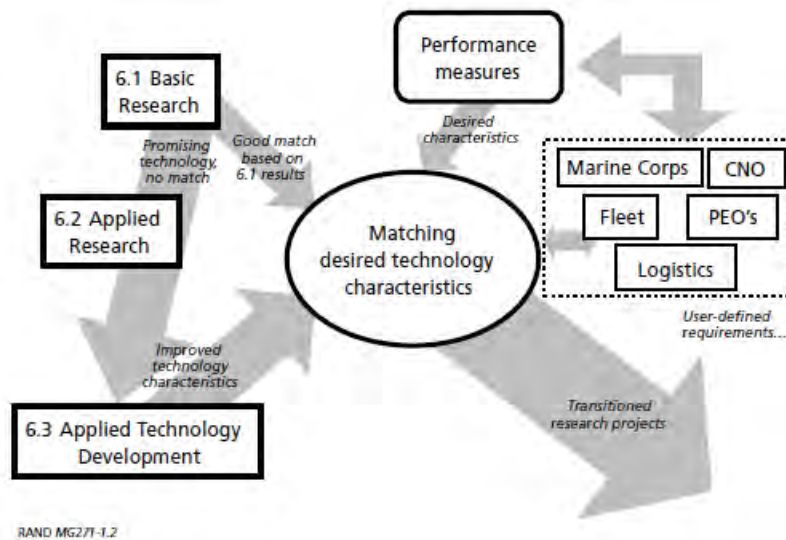 6.1 Basic
Research
Performance
measures
Promising
technology,
no match
Good match
based on
6.1 results
Desired
characteristics
Marine Corps
CNO
Fleet
PEO's
Logistics
6.2 Applied
Research
Matching
desired technology
characteristics
User-defined
requirements...
Improved
technology
characteristics
6.3 Applied Technology
Development
Transitioned
research projects
RAND MG271-1.2